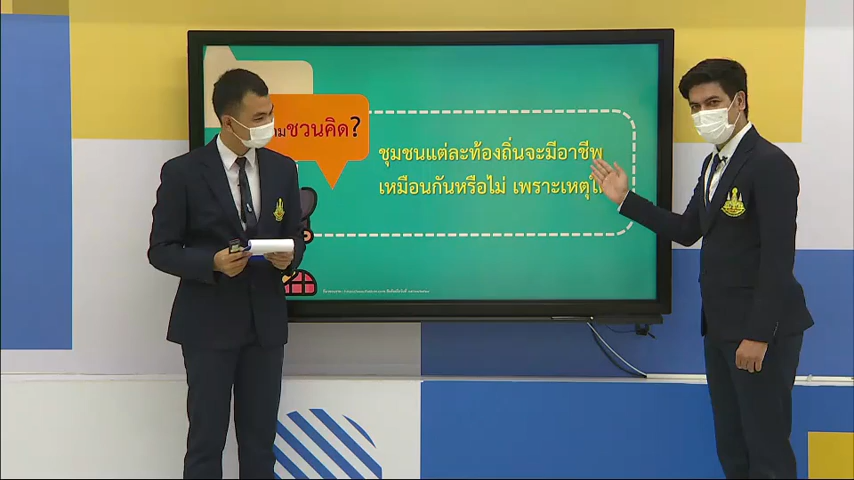 ชวนคิด?
ชุมชนแต่ละท้องถิ่นจะมีอาชีพ
เหมือนกันหรือไม่ เพราะเหตุใ